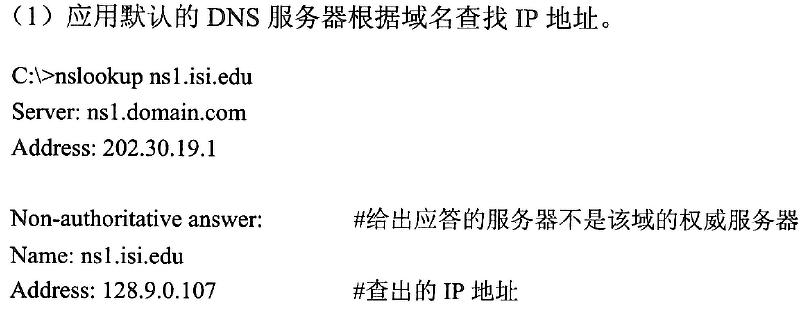 （1）应用默认的 DNS 服务器根据域名查找 IP 地址。
C:\>nslookup ns1.isi.edu
Server: ns1.domain.com
Address: 202.30.19.1
Non-authoritative answer: #给出应答的服务器不是该域的权威服务器
Name: ns1.isi.edu
Address: 128.9.0.107 #查出的 IP 地址